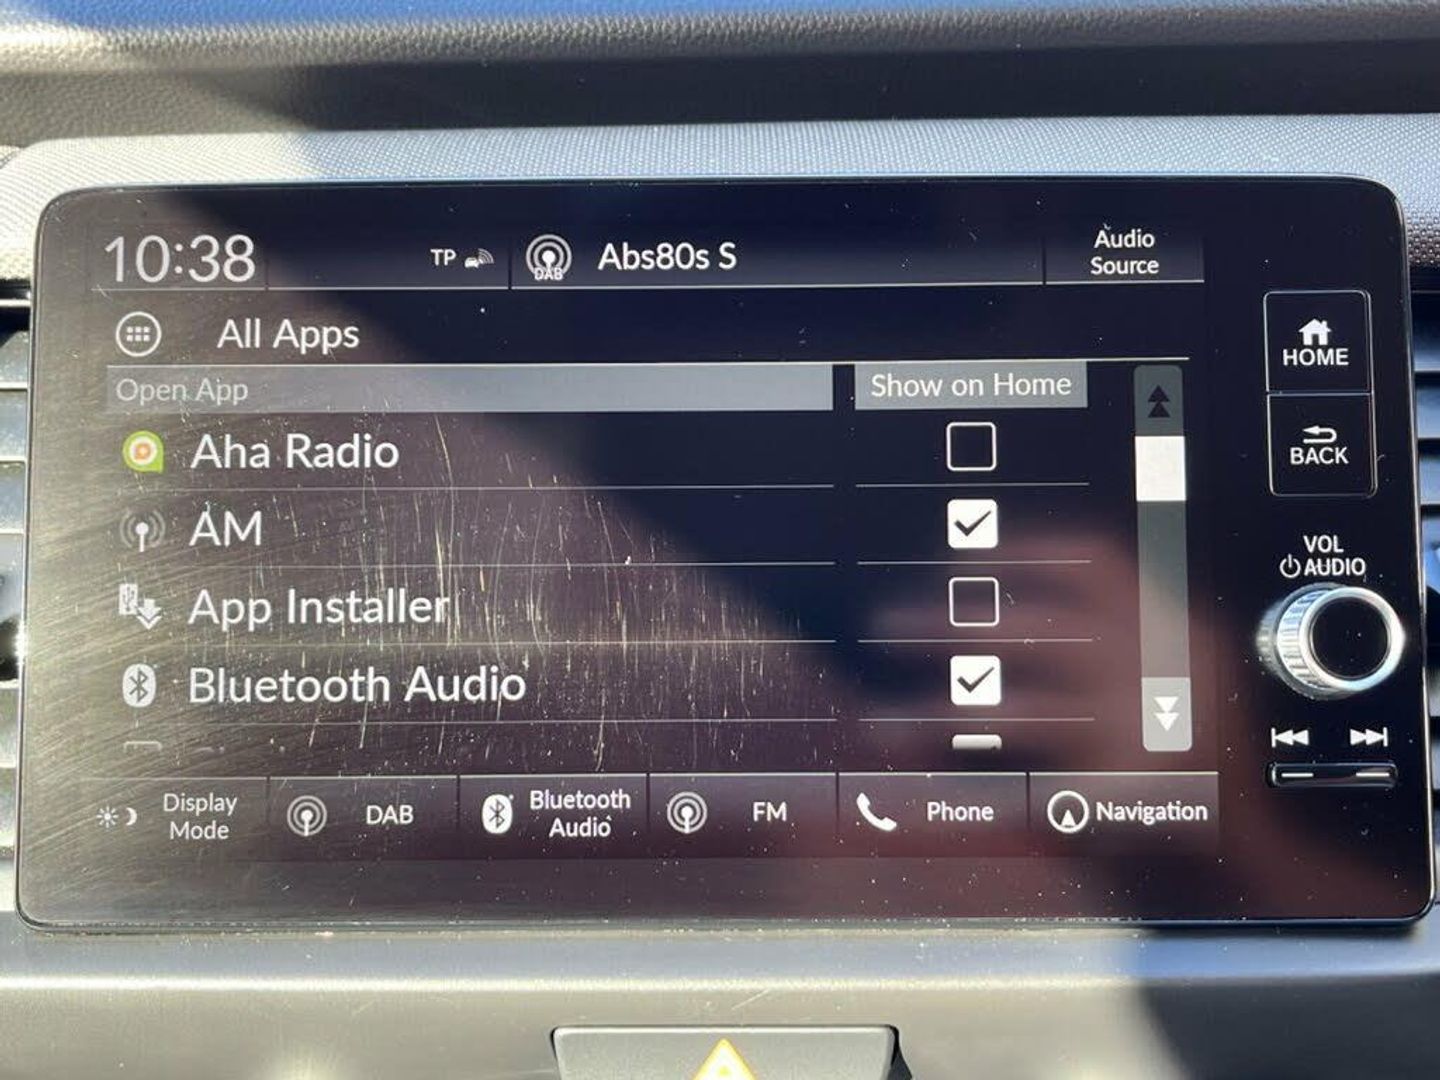 10:38
TP
DAB
Abs80s S
Audio
Source
All Apps
Open App
Show on Home
Aha Radio
AM
App Installer
Bluetooth Audio
Display
Mode
DAB
Bluetooth
Audio
FM
Phone
Navigation
HOME
BACK
VOL
AUDIO